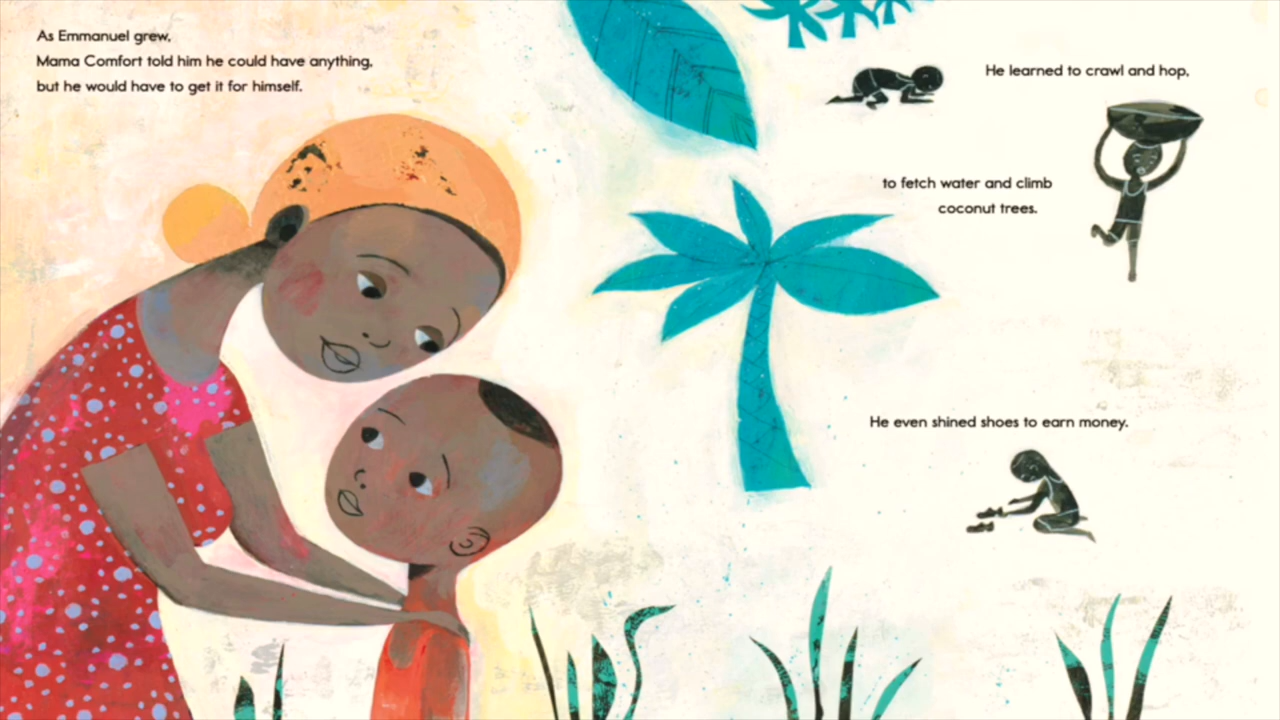 As Emmanuel grew,
Mama Comfort told him he could have anything,
but he would have to get it for himself.
He learned to crawl and hop,
to fetch water and climb
coconut trees.
He even shined shoes to earn money.